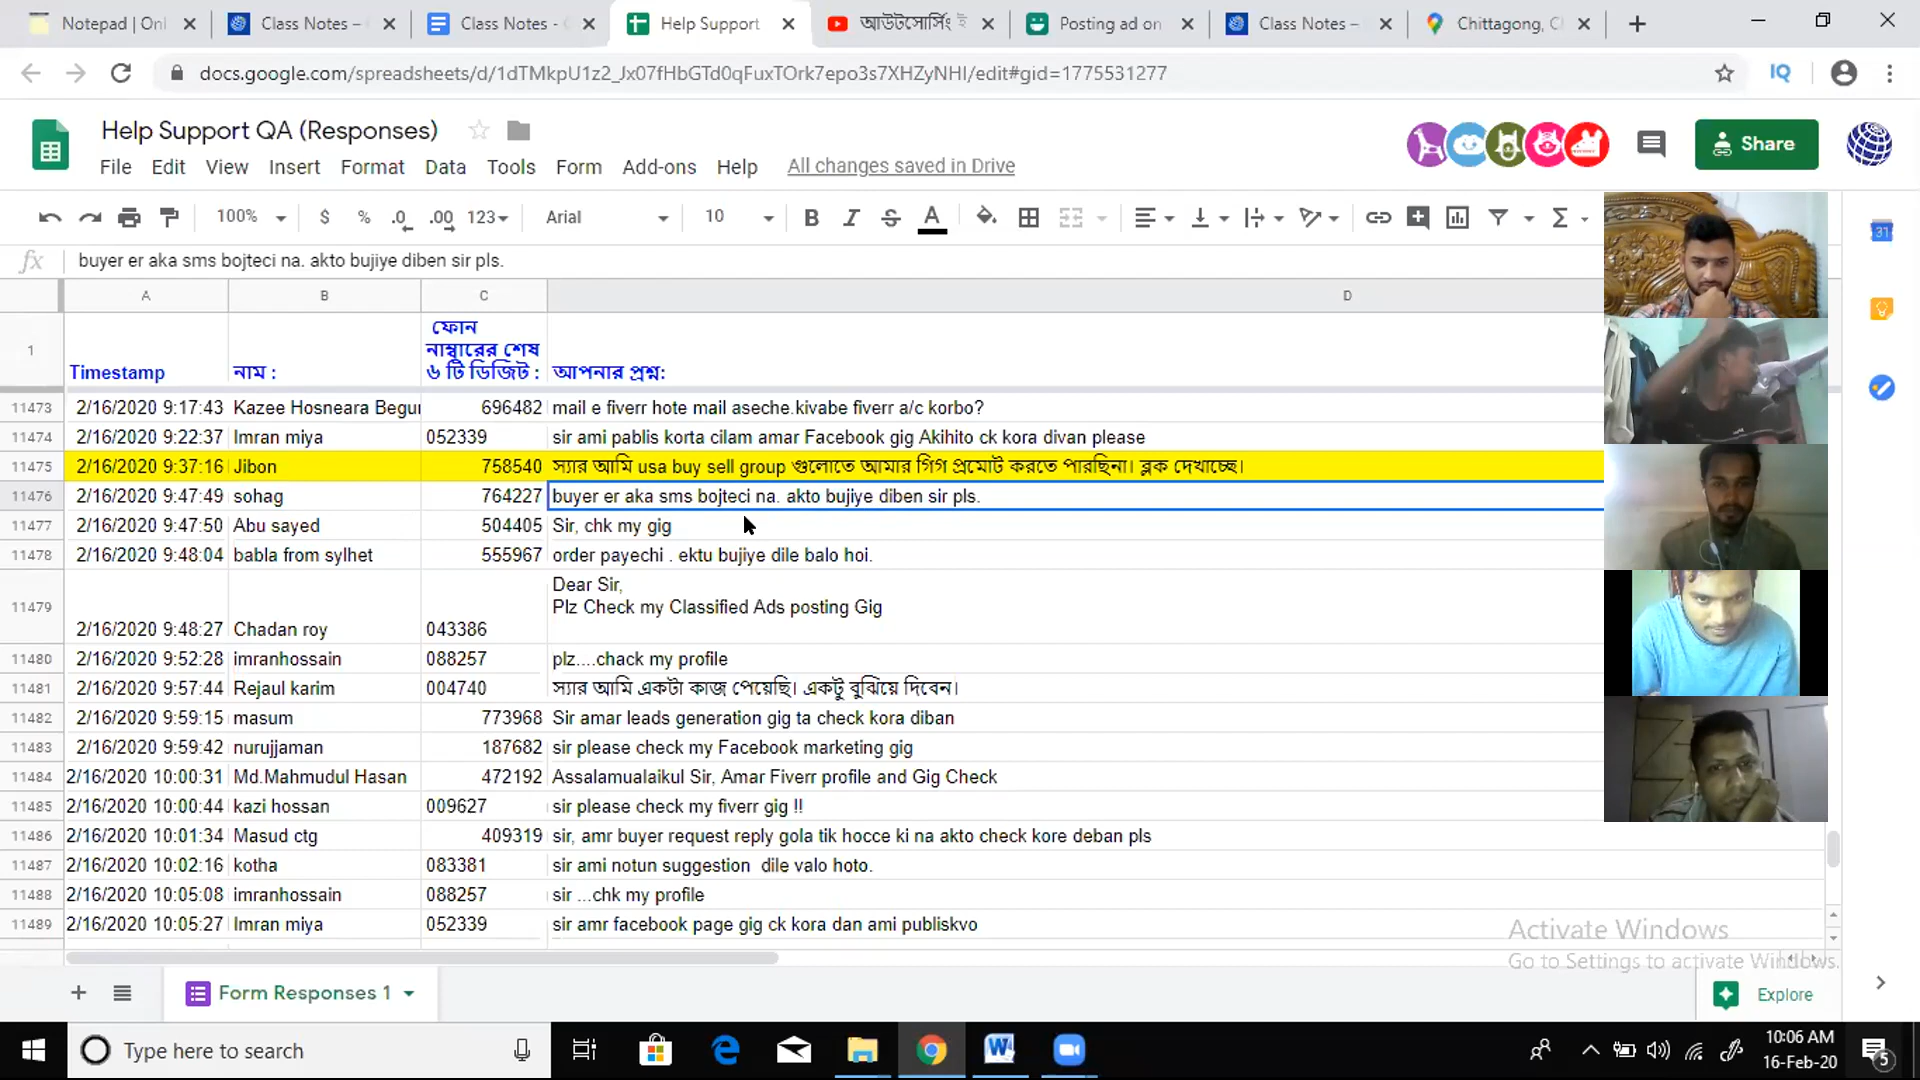 Notepad | Onl
Class Notes –
Class Notes -
Help Support
আউটসোর্সিং ই
Posting ad on
Class Notes –
Chittagong, C
docs.google.com/spreadsheets/d/1dTMkpU1z2_Jx07fHbGTd0qFuxTOrk7epo3s7XHZyNHI/edit#gid=1775531277
IQ
Help Support QA (Responses)
File Edit View Insert Format Data Tools Form Add-ons Help All changes saved in Drive
Share
100% $ % .0 .00 123 Arial 10 B I S A
31
fx buyer er aka sms bojteci na. akto bujiye diben sir pls.
A B C D
1 Timestamp নাম : ফোন নাম্বারের শেষ ৬ টি ডিজিট : আপনার প্রশ্ন:
11473 2/16/2020 9:17:43 Kazee Hosneara Begur 696482 mail e fiverr hote mail aseche.kivabe fiverr a/c korbo?
11474 2/16/2020 9:22:37 Imran miya 052339 sir ami pablis korta cilam amar Facebook gig Akihito ck kora divan please
11475 2/16/2020 9:37:16 Jibon 758540 স্যার আমি usa buy sell group গুলোতে আমার গিগ প্রমোট করতে পারছিনা। ব্লক দেখাচ্ছে।
11476 2/16/2020 9:47:49 sohag 764227 buyer er aka sms bojteci na. akto bujiye diben sir pls.
11477 2/16/2020 9:47:50 Abu sayed 504405 Sir, chk my gig
11478 2/16/2020 9:48:04 babla from sylhet 555967 order payechi . ektu bujiye dile balo hoi.
Dear Sir,
Plz Check my Classified Ads posting Gig
11479 2/16/2020 9:48:27 Chadan roy 043386
11480 2/16/2020 9:52:28 imranhossain 088257 plz....chack my profile
11481 2/16/2020 9:57:44 Rejaul karim 004740 স্যার আমি একটা কাজ পেয়েছি। একটু বুঝিয়ে দিবেন।
11482 2/16/2020 9:59:15 masum 773968 Sir amar leads generation gig ta check kora diban
11483 2/16/2020 9:59:42 nurujjaman 187682 sir please check my Facebook marketing gig
11484 2/16/2020 10:00:31 Md.Mahmudul Hasan 472192 Assalamualaikul Sir, Amar Fiverr profile and Gig Check
11485 2/16/2020 10:00:44 kazi hossan 009627 sir please check my fiverr gig !!
11486 2/16/2020 10:01:34 Masud ctg 409319 sir, amr buyer request reply gola tik hocce ki na akto check kore deban pls
11487 2/16/2020 10:02:16 kotha 083381 sir ami notun suggestion dile valo hoto.
11488 2/16/2020 10:05:08 imranhossain 088257 sir ...chk my profile
11489 2/16/2020 10:05:27 Imran miya 052339 sir amr facebook page gig ck kora dan ami publiskvo
Activate Windows
Go to Settings to activate Windows.
Form Responses 1
Explore
Type here to search
10:06 AM
16-Feb-20
5